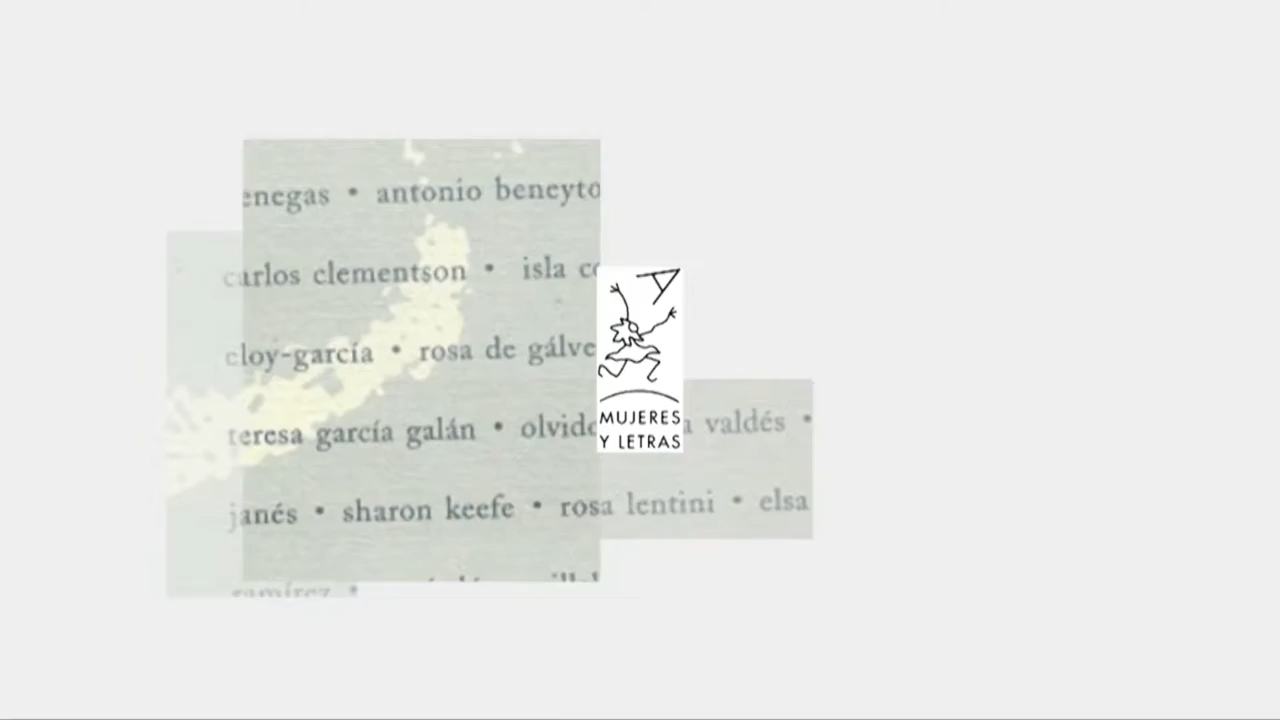 enegas • antonio beneyto
carlos clementson • isla
eloy-garcía • rosa de gálve
teresa garcía galán • olvido valdés •
janés • sharon keefe • rosa lentini • elsa
ramírez •
A
MUJERES
Y LETRAS